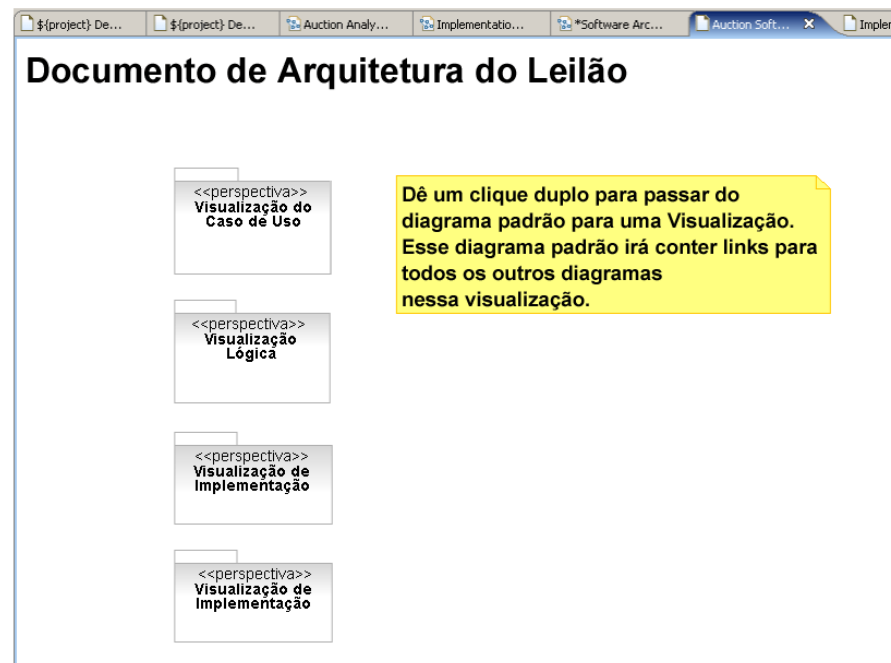 ${project} De...
${project} De...
Auction Analy...
Implementatio...
*Software Arc...
Auction Soft...
Implem
Documento de Arquitetura do Leilão
<<perspectiva>>
Visualização do
Caso de Uso
Dê um clique duplo para passar do
diagrama padrão para uma Visualização.
Esse diagrama padrão irá conter links para
todos os outros diagramas
nessa visualização.
<<perspectiva>>
Visualização
Lógica
<<perspectiva>>
Visualização de
Implementação
<<perspectiva>>
Visualização de
Implementação